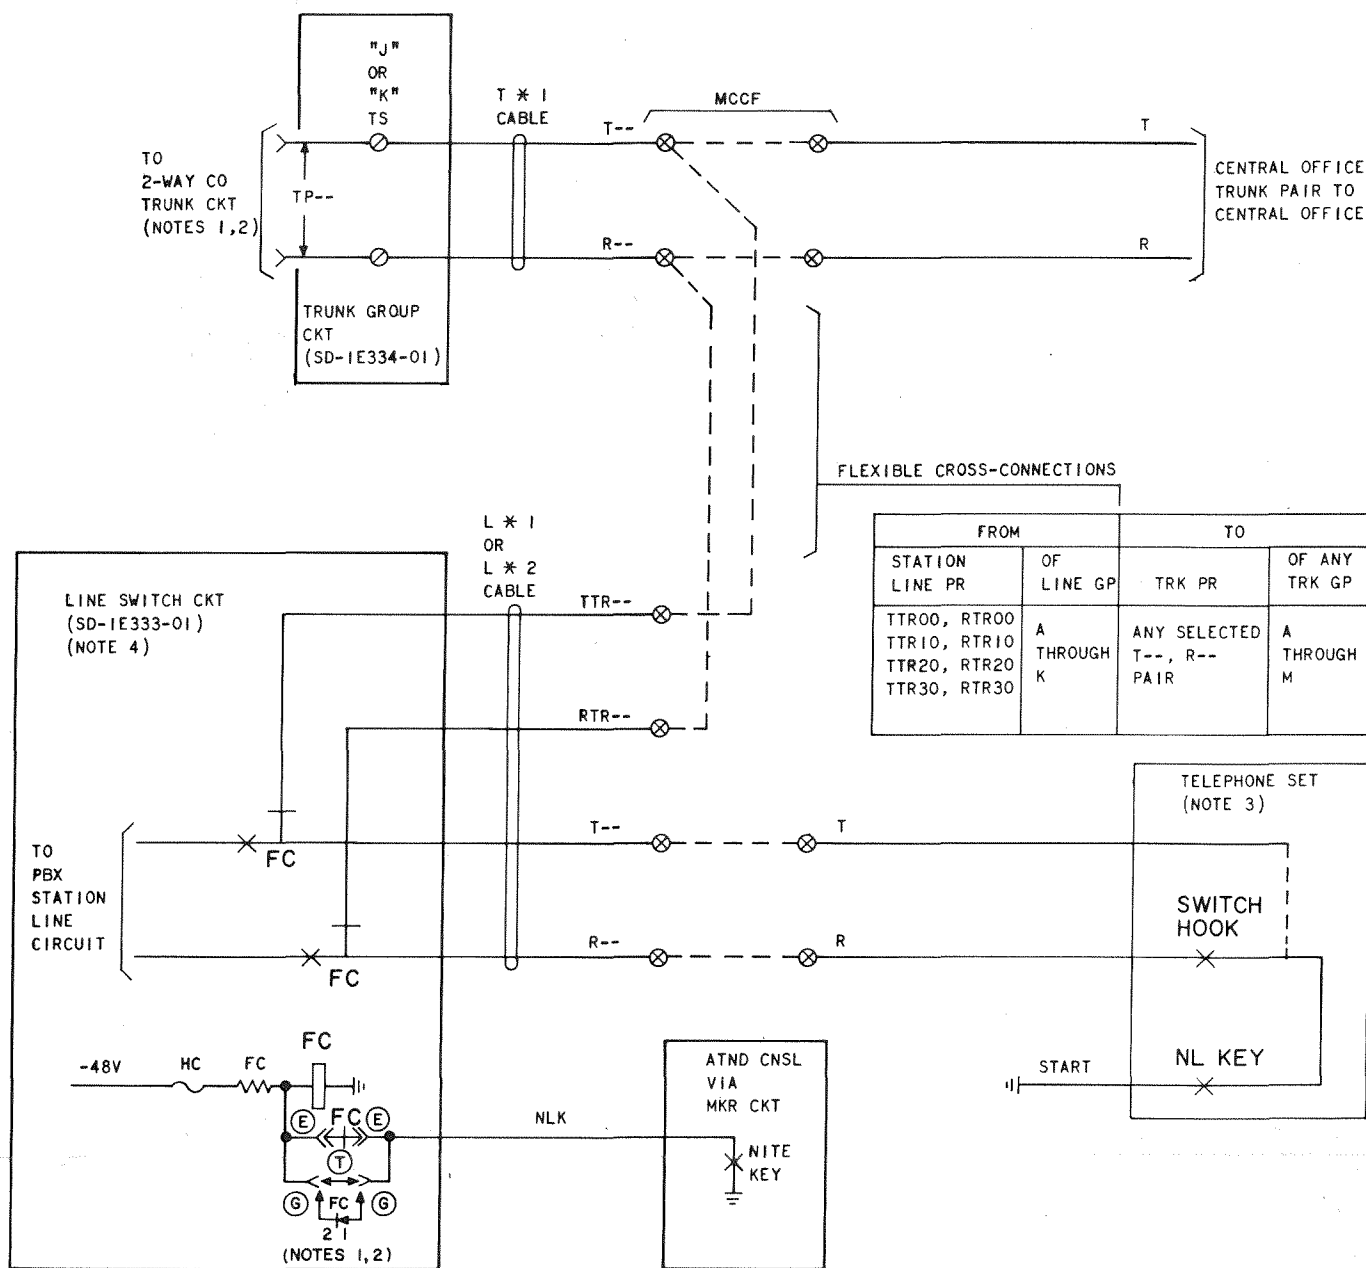 "J"
OR
"K"
TS
T * 1
CABLE
MCCF
T--
T
TO
2-WAY CO
TRUNK CKT
(NOTES 1,2)
TP--
CENTRAL OFFICE
TRUNK PAIR TO
CENTRAL OFFICE
R--
R
TRUNK GROUP
CKT
(SD-1E334-01)
FLEXIBLE CROSS-CONNECTIONS
FROM
TO
STATION
LINE PR
OF
LINE GP
TRK PR
OF ANY
TRK GP
TTR00, RTR00
TTR10, RTR10
TTR20, RTR20
TTR30, RTR30
A
THROUGH
K
ANY SELECTED
T--, R--
PAIR
A
THROUGH
M
L * 1
OR
L * 2
CABLE
LINE SWITCH CKT
(SD-1E333-01)
(NOTE 4)
TTR--
RTR--
TELEPHONE SET
(NOTE 3)
TO
PBX
STATION
LINE
CIRCUIT
FC
T--
T
FC
R--
R
SWITCH
HOOK
NL KEY
START
-48V
HC
FC
FC
E
FC
E
T
G
FC
G
2 1
(NOTES 1,2)
NLK
ATND CNSL
VIA
MKR CKT
NITE
KEY